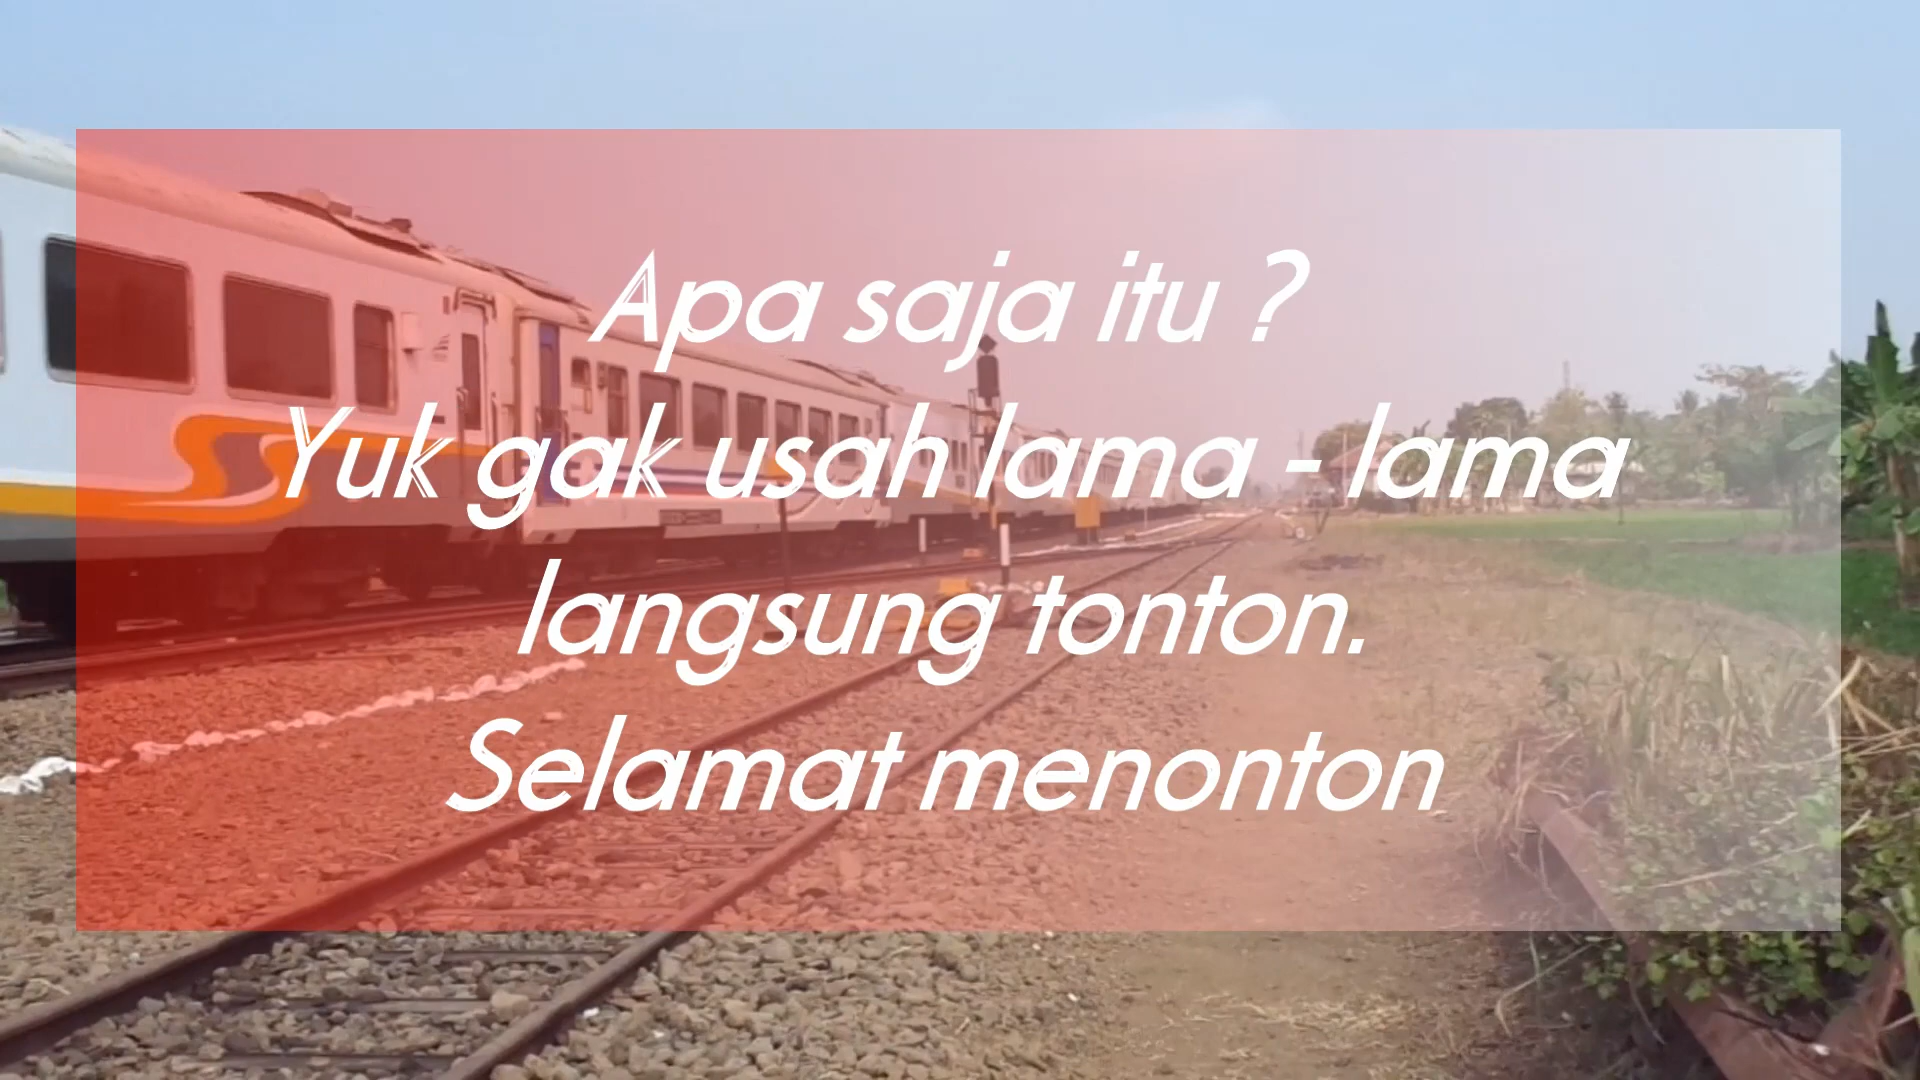 Apa saja itu ?
Yuk gak usah lama - lama
langsung tonton.
Selamat menonton